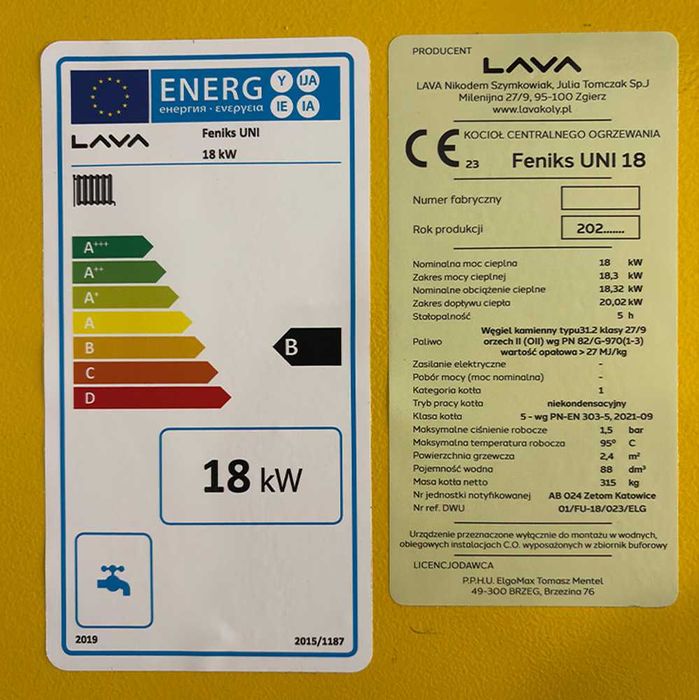 ENERG
енергия · ενεργεια
Y IJA
IE IA
LAVA
Feniks UNI
18 kW
A+++
A++
A+
A
B
C
D
B
18 kW
2019
2015/1187
PRODUCENT
LAVA
LAVA Nikodem Szymkowiak, Julia Tomczak Sp.J
Milenijna 27/9, 95-100 Zgierz
www.lavakoly.pl
CE 23
KOCIOŁ CENTRALNEGO OGRZEWANIA
Feniks UNI 18
Numer fabryczny
Rok produkcji 202.......
Nominalna moc cieplna 18 kW
Zakres mocy cieplnej 18,3 kW
Nominalne obciążenie cieplne 18,32 kW
Zakres dopływu ciepła 20,02 kW
Stałopalność 5 h
Węgiel kamienny typu31.2 klasy 27/9
Paliwo orzech II (OII) wg PN 82/G-970(1-3)
wartość opałowa > 27 MJ/kg
Zasilanie elektryczne -
Pobór mocy (moc nominalna) -
Kategoria kotła 1
Tryb pracy kotła niekondensacyjny
Klasa kotła 5 - wg PN-EN 303-5, 2021-09
Maksymalne ciśnienie robocze 1,5 bar
Maksymalna temperatura robocza 95° C
Powierzchnia grzewcza 2,4 m²
Pojemność wodna 88 dm³
Masa kotła netto 315 kg
Nr jednostki notyfikowanej AB 024 Zetom Katowice
Nr ref. DWU 01/FU-18/023/ELG
Urządzenie przeznaczone wyłącznie do montażu w wodnych,
obiegowych instalacjach C.O. wyposażonych w zbiornik buforowy
LICENCJODAWCA
P.P.H.U. ElgoMax Tomasz Mentel
49-300 BRZEG, Brzezina 76